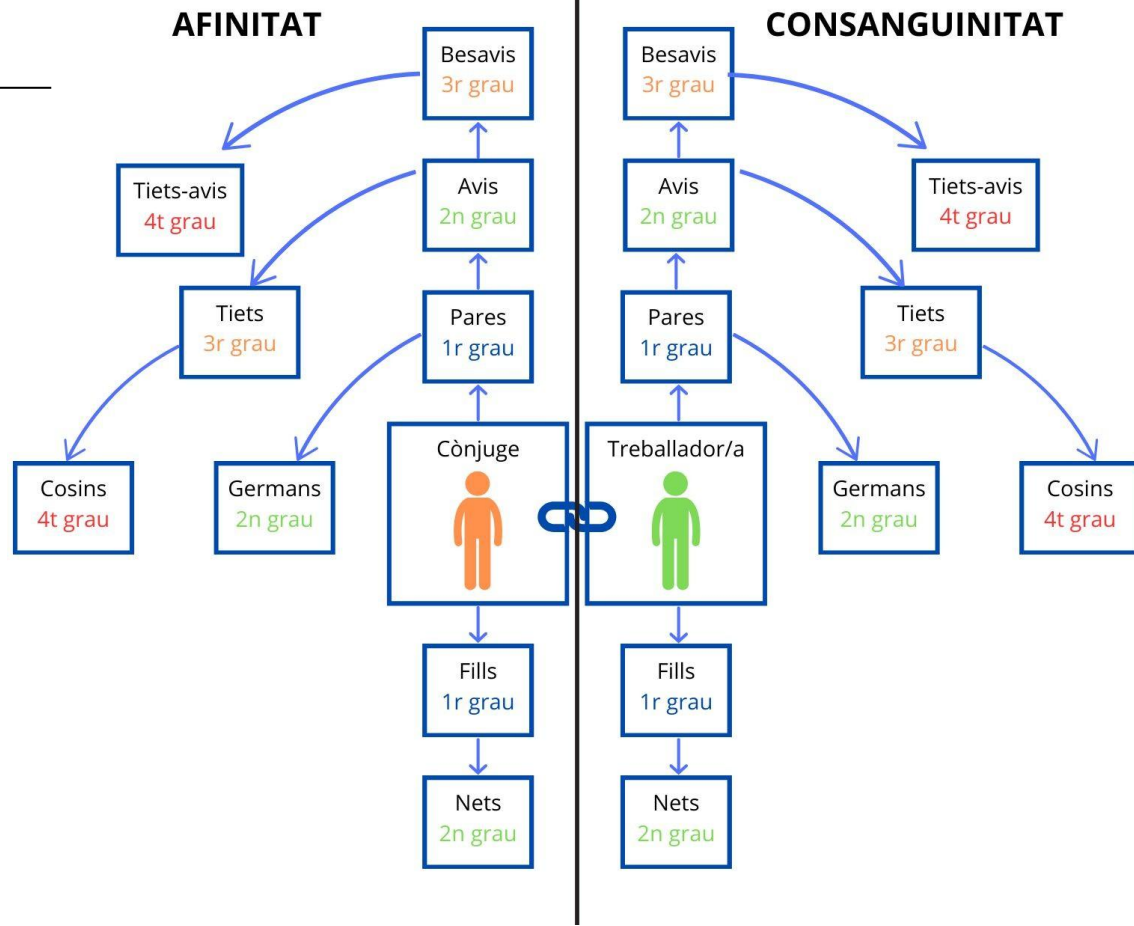 AFINITAT
CONSANGUINITAT
Besavis
3r grau
Besavis
3r grau
Tiets-avis
4t grau
Avis
2n grau
Avis
2n grau
Tiets-avis
4t grau
Tiets
3r grau
Pares
1r grau
Pares
1r grau
Tiets
3r grau
Cosins
4t grau
Germans
2n grau
Cònjuge
Treballador/a
Germans
2n grau
Cosins
4t grau
Fills
1r grau
Fills
1r grau
Nets
2n grau
Nets
2n grau